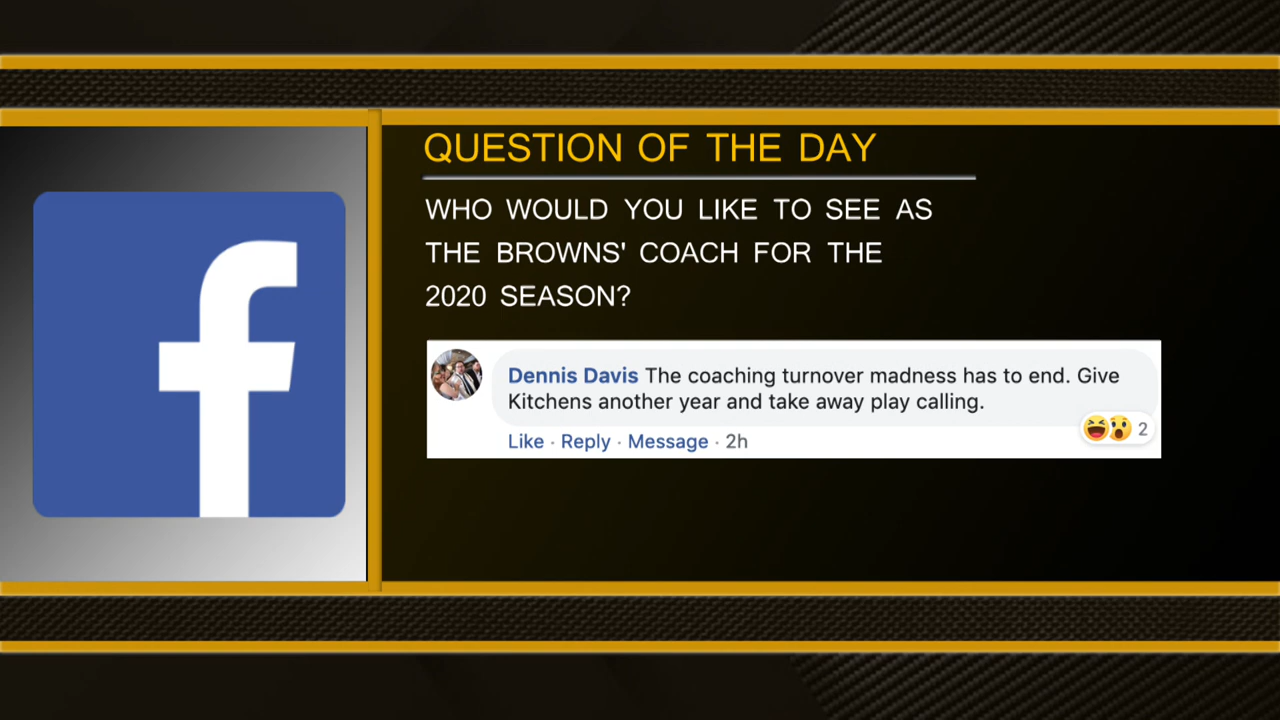 QUESTION OF THE DAY
WHO WOULD YOU LIKE TO SEE AS
THE BROWNS' COACH FOR THE
2020 SEASON?
Dennis Davis The coaching turnover madness has to end. Give
Kitchens another year and take away play calling.
Like · Reply · Message · 2h
2